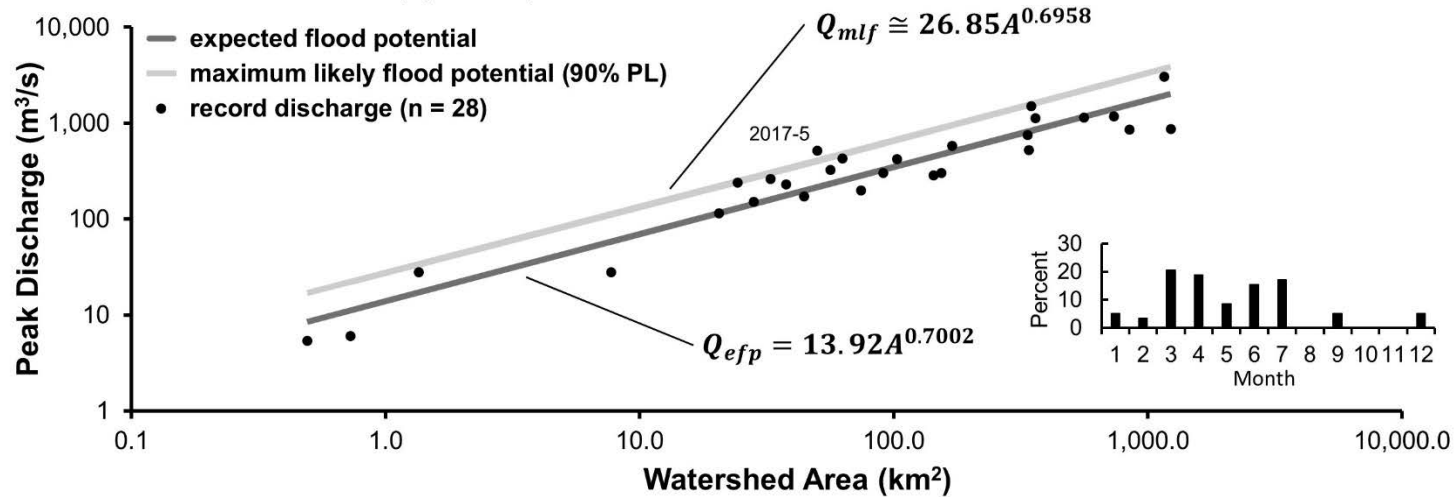 Peak Discharge (m³/s)
10,000
1,000
100
10
1
expected flood potential
maximum likely flood potential (90% PL)
record discharge (n = 28)
Q_mlf ≅ 26.85A^0.6958
2017-5
Q_efp = 13.92A^0.7002
Percent
30
20
10
0
1 2 3 4 5 6 7 8 9 10 11 12
Month
0.1 1.0 10.0 100.0 1,000.0 10,000.0
Watershed Area (km²)